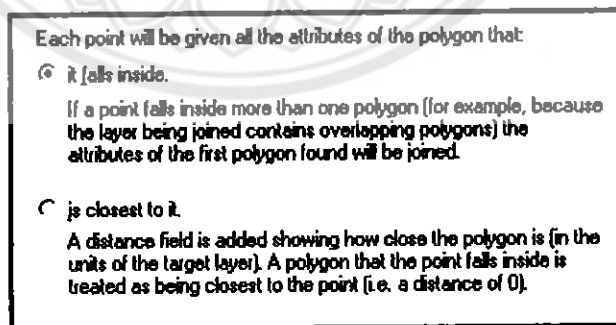 Each point will be given all the attributes of the polygon that:
it falls inside.
If a point falls inside more than one polygon (for example, because
the layer being joined contains overlapping polygons) the
attributes of the first polygon found will be joined.
is closest to it.
A distance field is added showing how close the polygon is (in the
units of the target layer). A polygon that the point falls inside is
treated as being closest to the point (i.e. a distance of 0).